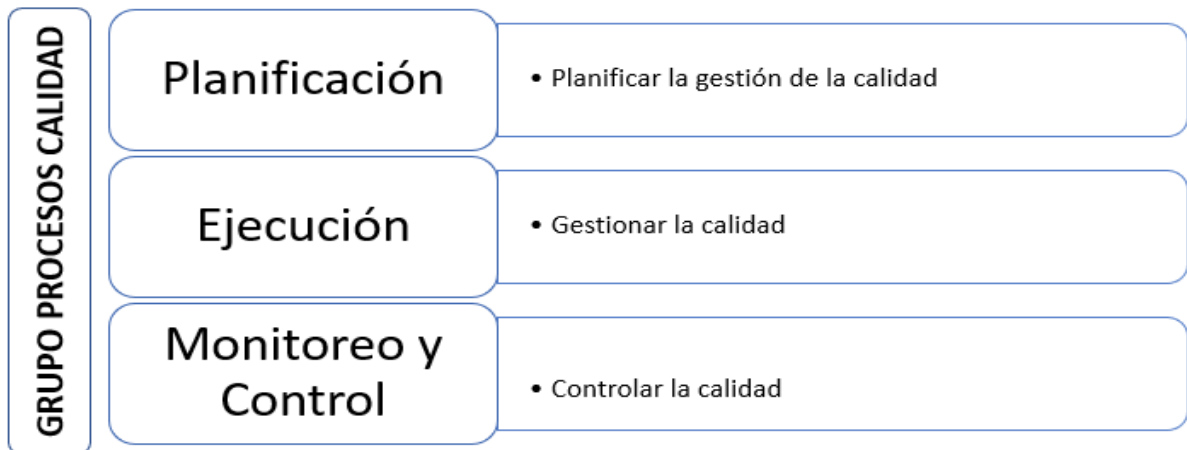 GRUPO PROCESOS CALIDAD
Planificación
• Planificar la gestión de la calidad
Ejecución
• Gestionar la calidad
Monitoreo y
Control
• Controlar la calidad